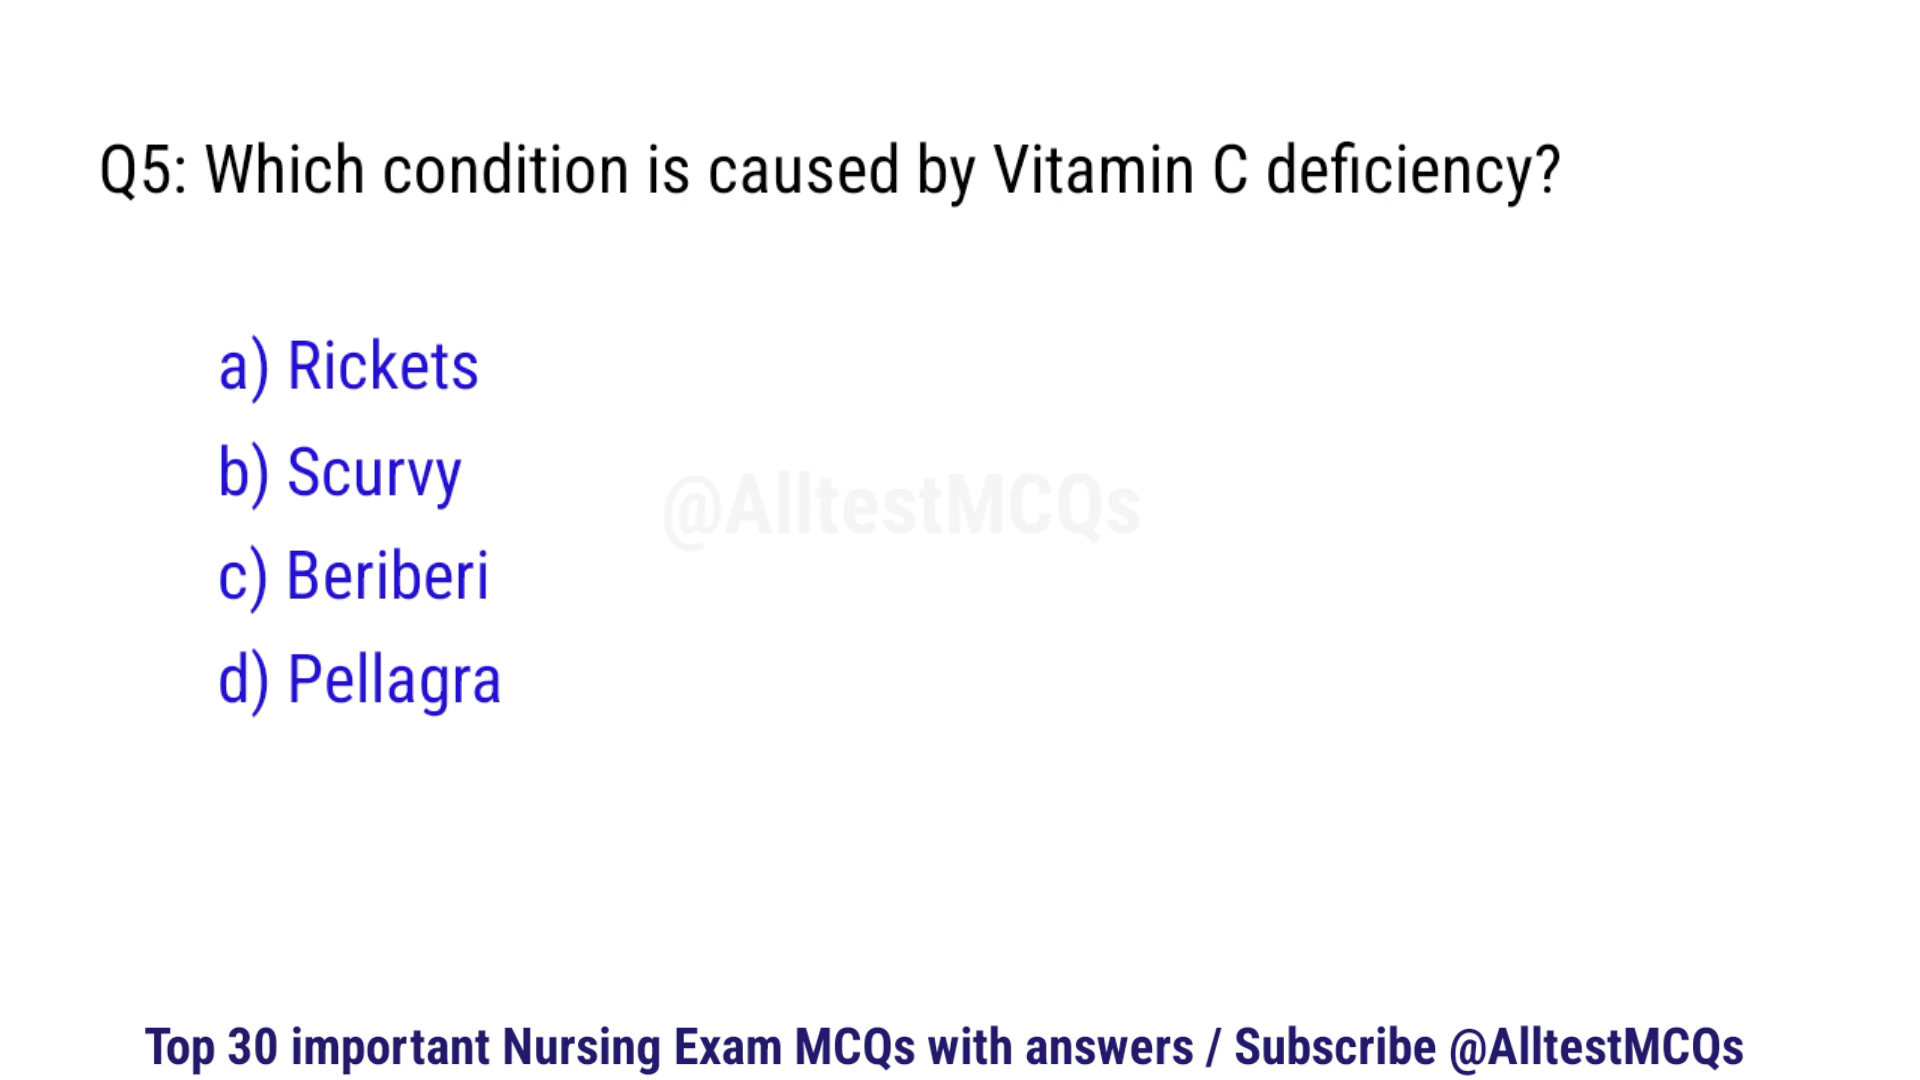 Q5: Which condition is caused by Vitamin C deficiency?
a) Rickets
b) Scurvy
@AlltestMCQs
c) Beriberi
d) Pellagra
Top 30 important Nursing Exam MCQs with answers / Subscribe @AlltestMCQs